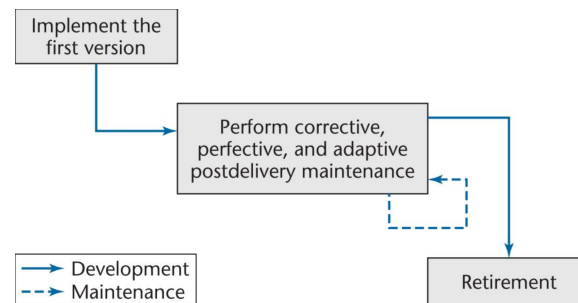 Implement the
first version
Perform corrective,
perfective, and adaptive
postdelivery maintenance
Development
Maintenance
Retirement